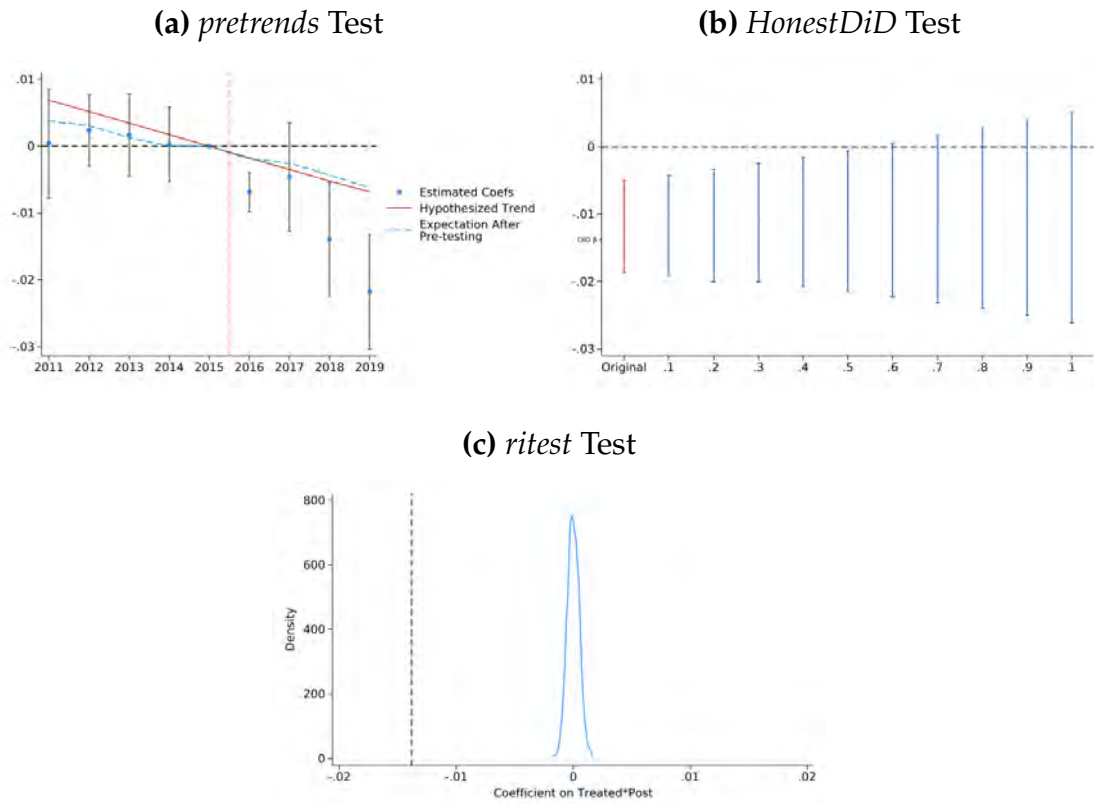 (a) pretrends Test
.01
0
-.01
-.02
-.03
2011 2012 2013 2014 2015 2016 2017 2018 2019
Estimated Coefs
Hypothesized Trend
Expectation After
Pre-testing
(b) HonestDiD Test
.01
0
-.01
DID β
-.02
-.03
Original .1 .2 .3 .4 .5 .6 .7 .8 .9 .1
(c) ritest Test
800
600
400
200
0
Density
-.02 -.01 0 .01 .02
Coefficient on Treated*Post